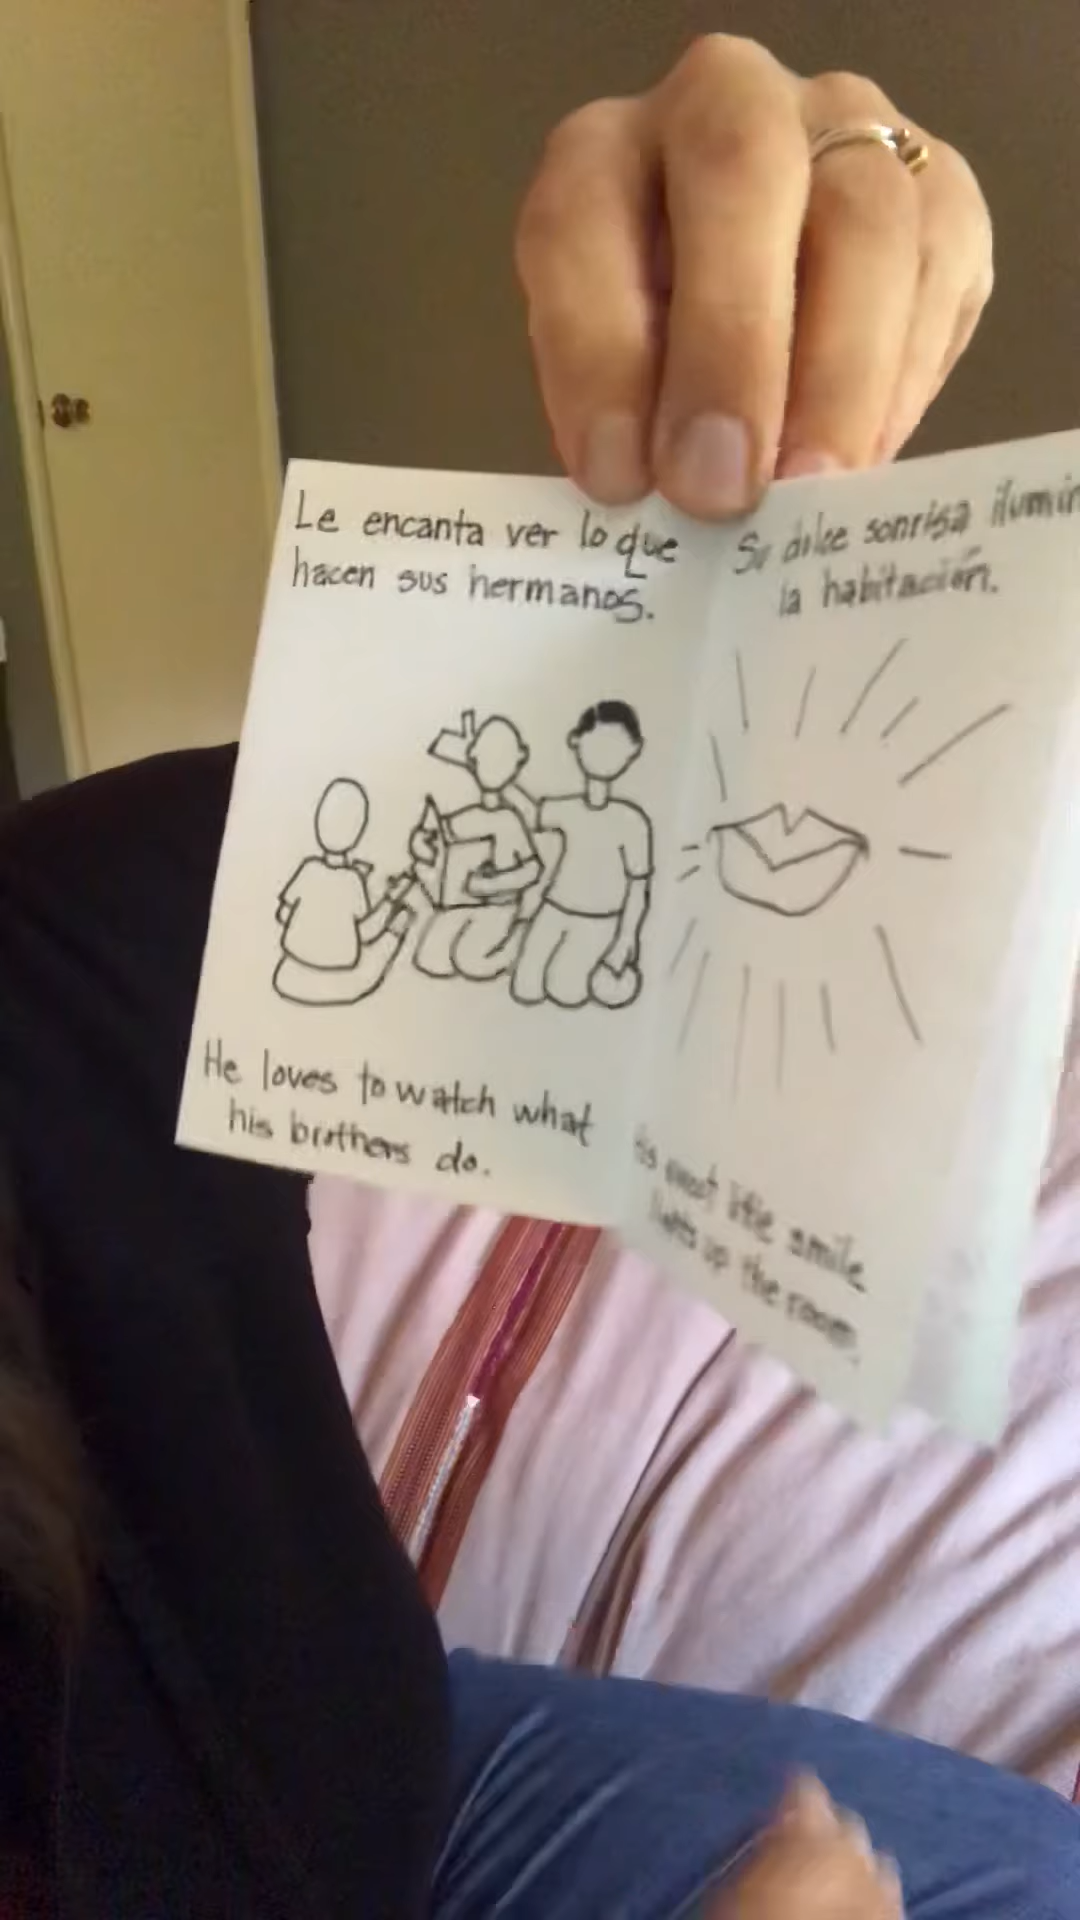 Le encanta ver lo que
hacen sus hermanos.
He loves to watch what
his brothers do.
Su dulce sonrisa ilumin
la habitación.
His sweet little smile
lights up the room.